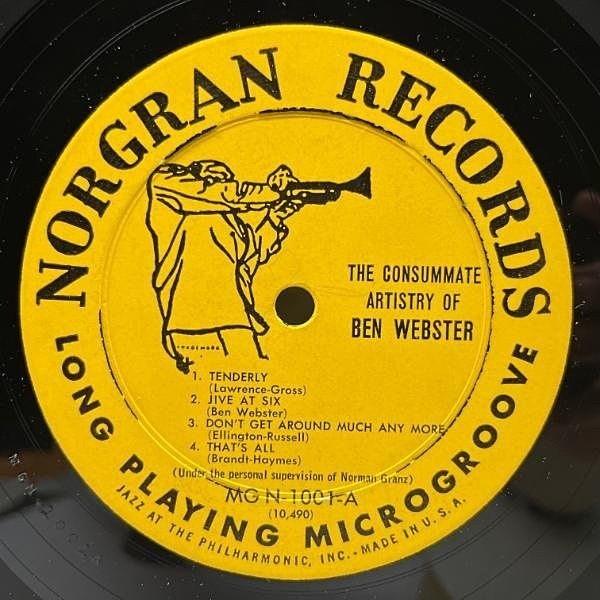 NORGRAN RECORDS
THE CONSUMMATE
ARTISTRY OF
BEN WEBSTER
TRADEMARK
1. TENDERLY
(Lawrence-Gross)
2. JIVE AT SIX
(Ben Webster)
3. DON'T GET AROUND MUCH ANY MORE
(Ellington-Russell)
4. THAT'S ALL
(Brandt-Haymes)
(Under the personal supervision of Norman Granz)
MG N-1001-A
(10,490)
LONG PLAYING MICROGROOVE
JAZZ AT THE PHILHARMONIC, INC.-MADE IN U.S.A.